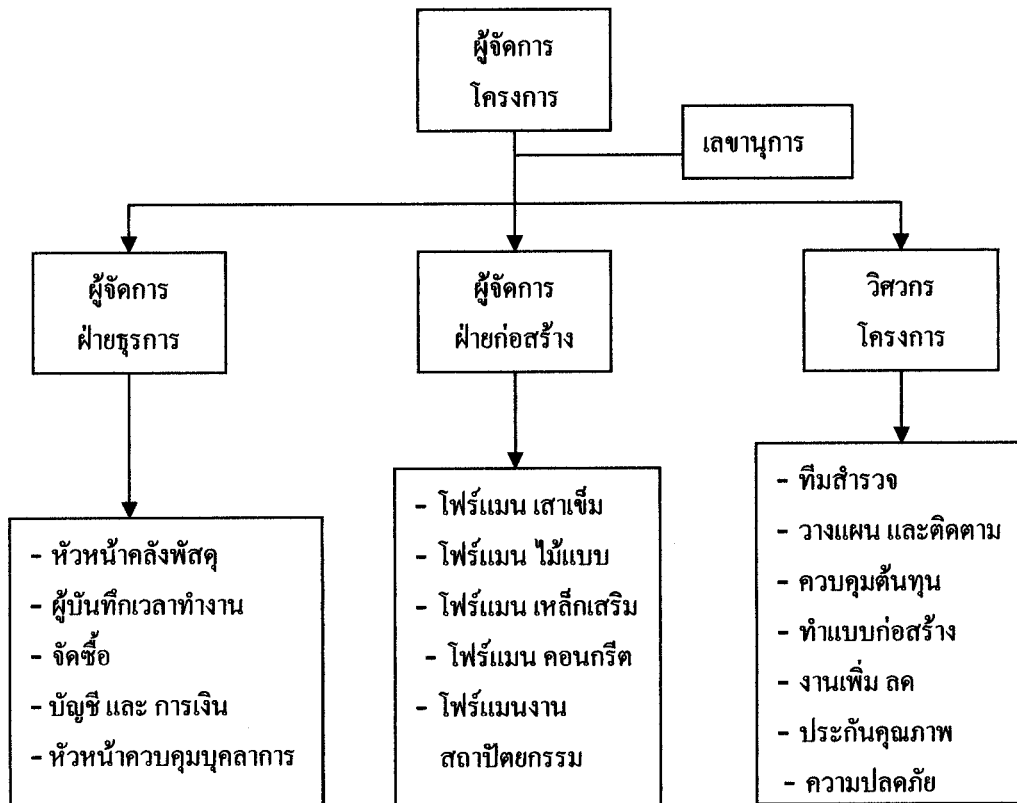 ผู้จัดการ
โครงการ
เลขานุการ
ผู้จัดการ
ฝ่ายธุรการ
ผู้จัดการ
ฝ่ายก่อสร้าง
วิศวกร
โครงการ
- หัวหน้าคลังพัสดุ
- ผู้บันทึกเวลาทำงาน
- จัดซื้อ
- บัญชี และ การเงิน
- หัวหน้าควบคุมบุคลาการ
- โฟร์แมน เสาเข็ม
- โฟร์แมน ไม้แบบ
- โฟร์แมน เหล็กเสริม
- โฟร์แมน คอนกรีต
- โฟร์แมนงาน
สถาปัตยกรรม
- ทีมสำรวจ
- วางแผน และติดตาม
- ควบคุมต้นทุน
- ทำแบบก่อสร้าง
- งานเพิ่ม ลด
- ประกันคุณภาพ
- ความปลดภัย